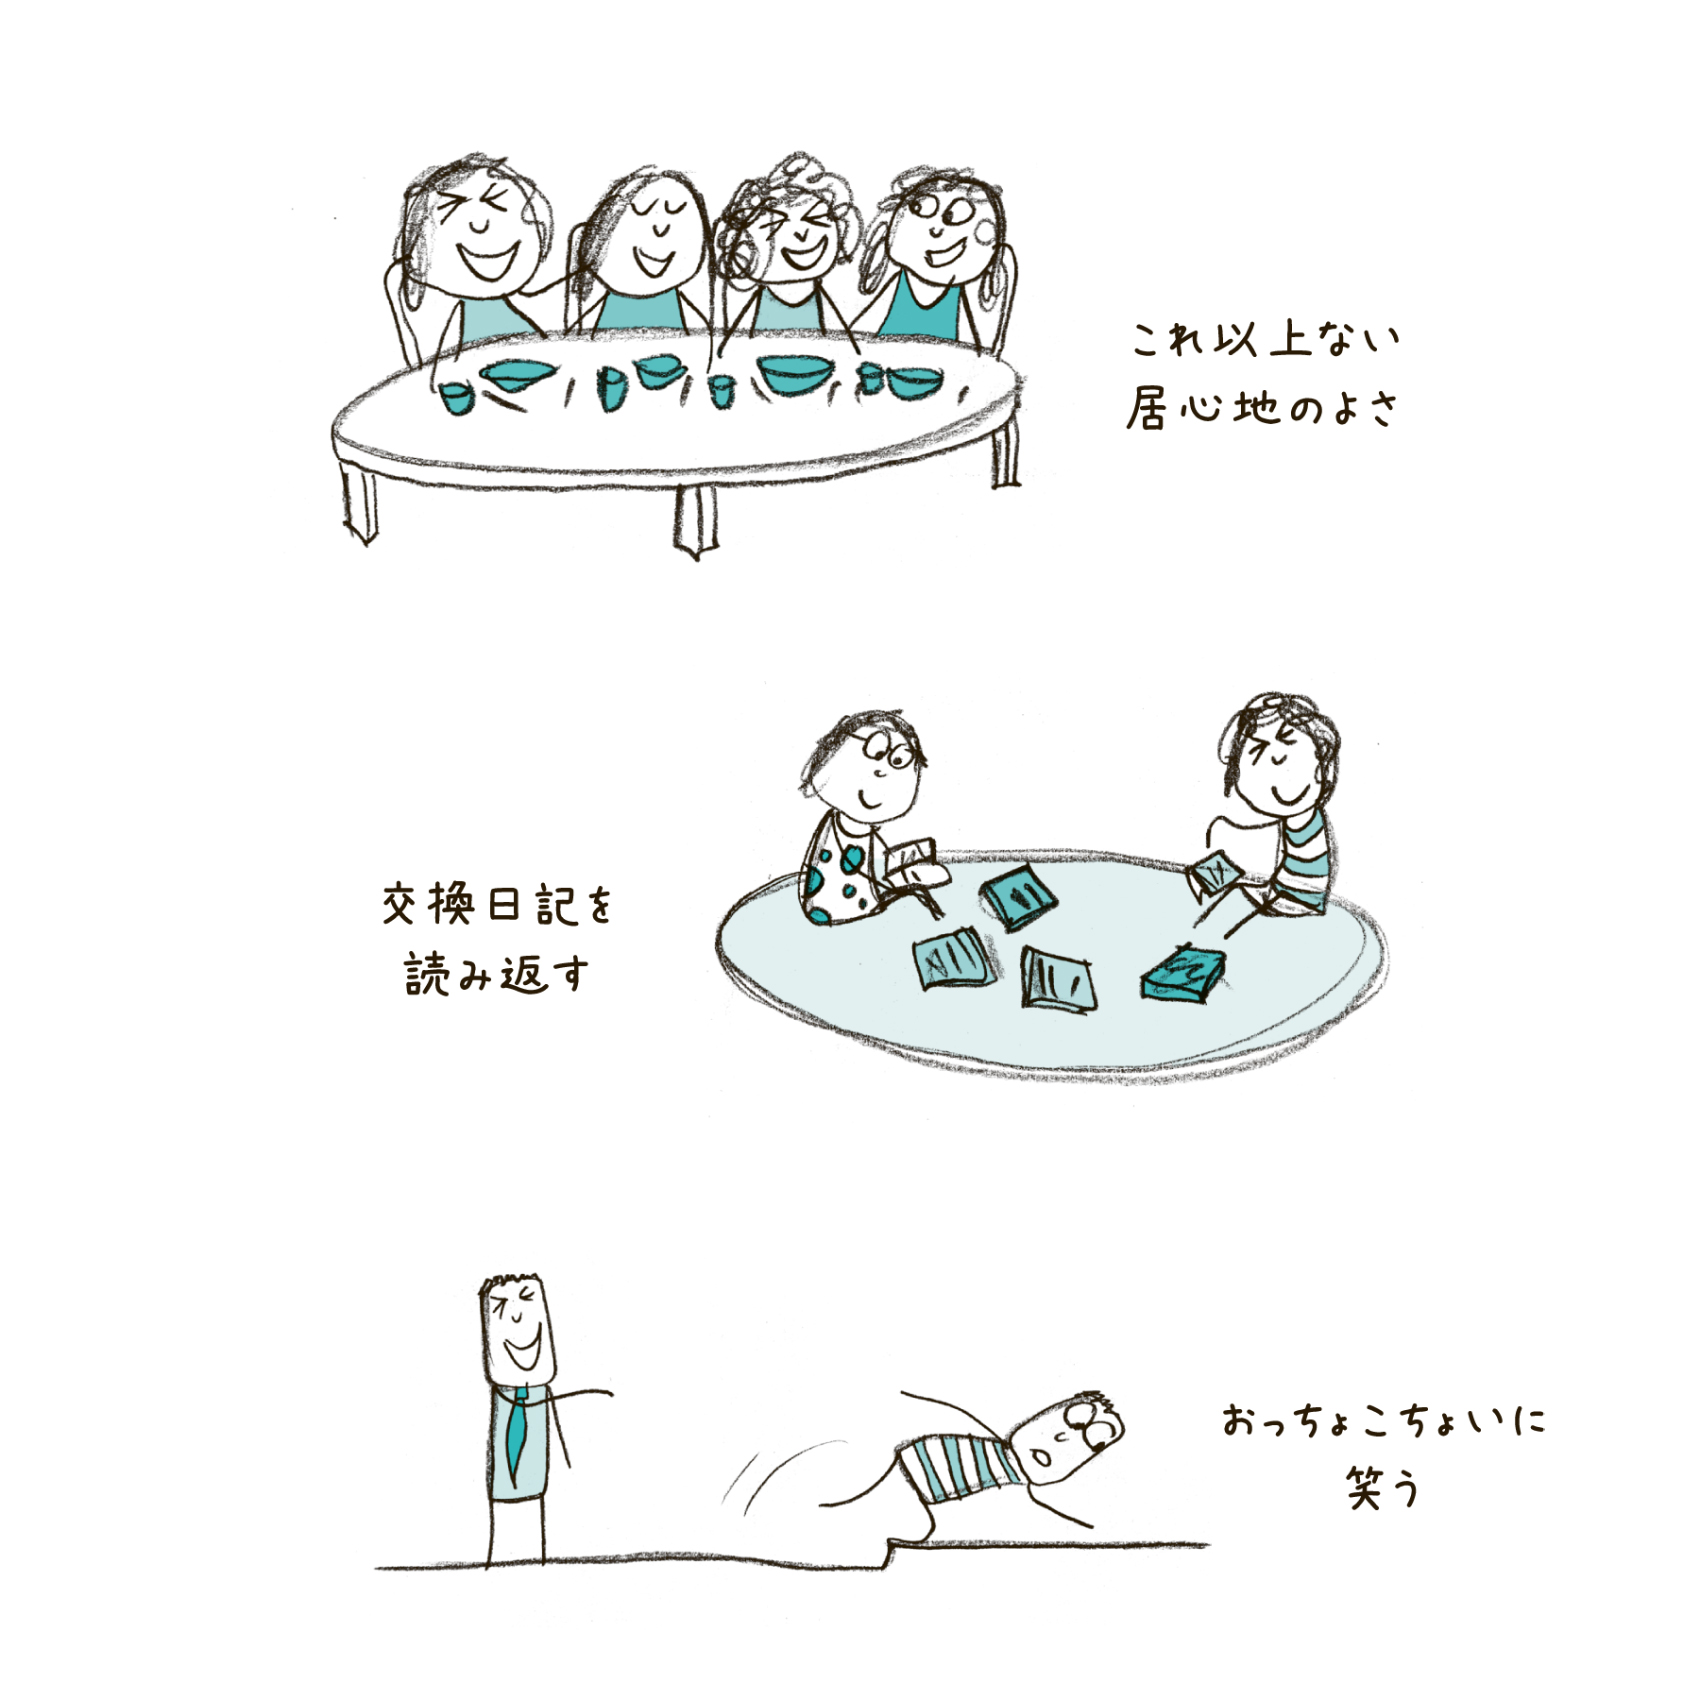 これ以上ない
居心地のよさ
交換日記を
読み返す
おっちょこちょいに
笑う